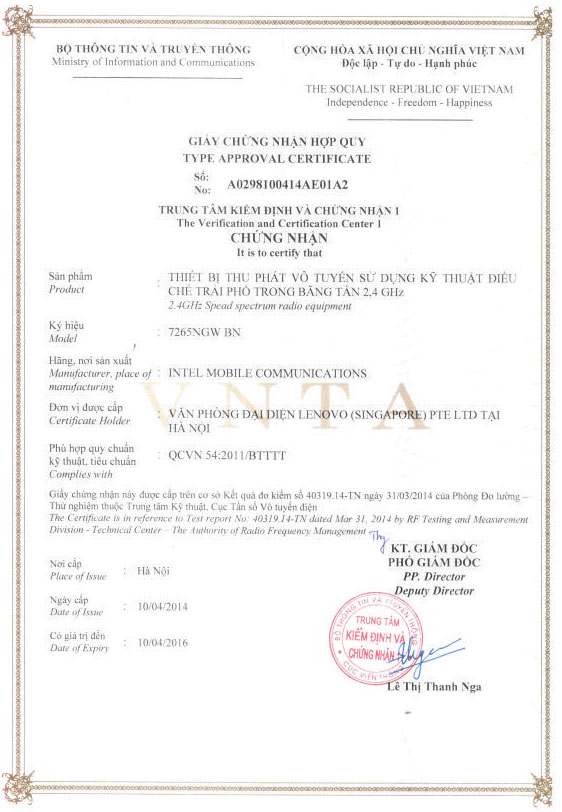 BỘ THÔNG TIN VÀ TRUYỀN THÔNG
Ministry of Information and Communications
CỘNG HÒA XÃ HỘI CHỦ NGHĨA VIỆT NAM
Độc lập - Tự do - Hạnh phúc
THE SOCIALIST REPUBLIC OF VIETNAM
Independence - Freedom - Happiness
GIẤY CHỨNG NHẬN HỢP QUY
TYPE APPROVAL CERTIFICATE
Số:
No: A0298100414AE01A2
TRUNG TÂM KIỂM ĐỊNH VÀ CHỨNG NHẬN 1
The Verification and Certification Center 1
CHỨNG NHẬN
It is to certify that
Sản phẩm : THIẾT BỊ THU PHÁT VÔ TUYẾN SỬ DỤNG KỸ THUẬT ĐIỀU
Product CHẾ TRẢI PHỔ TRONG BĂNG TẦN 2,4 GHz
2.4GHz Spead spectrum radio equipment
Ký hiệu
Model : 7265NGW BN
Hãng, nơi sản xuất
Manufacturer, place of : INTEL MOBILE COMMUNICATIONS
manufacturing
VNTA
Đơn vị được cấp : VĂN PHÒNG ĐẠI DIỆN LENOVO (SINGAPORE) PTE LTD TẠI
Certificate Holder HÀ NỘI
Phù hợp quy chuẩn
kỹ thuật, tiêu chuẩn : QCVN 54:2011/BTTTT
Complies with
Giấy chứng nhận này được cấp trên cơ sở Kết quả đo kiểm số 40319.14-TN ngày 31/03/2014 của Phòng Đo lường –
Thử nghiệm thuộc Trung tâm Kỹ thuật, Cục Tần số Vô tuyến điện
The Certificate is in reference to Test report No: 40319.14-TN dated Mar 31, 2014 by RF Testing and Measurement
Division - Technical Center – The Authority of Radio Frequency Management
KT. GIÁM ĐỐC
PHÓ GIÁM ĐỐC
PP. Director
Deputy Director
Nơi cấp
Place of Issue : Hà Nội
Ngày cấp
Date of Issue : 10/04/2014
Có giá trị đến
Date of Expiry : 10/04/2016
BỘ THÔNG TIN VÀ TRUYỀN THÔNG
TRUNG TÂM
KIỂM ĐỊNH VÀ
CHỨNG NHẬN
CỤC VIỄN THÔNG
Lê Thị Thanh Nga